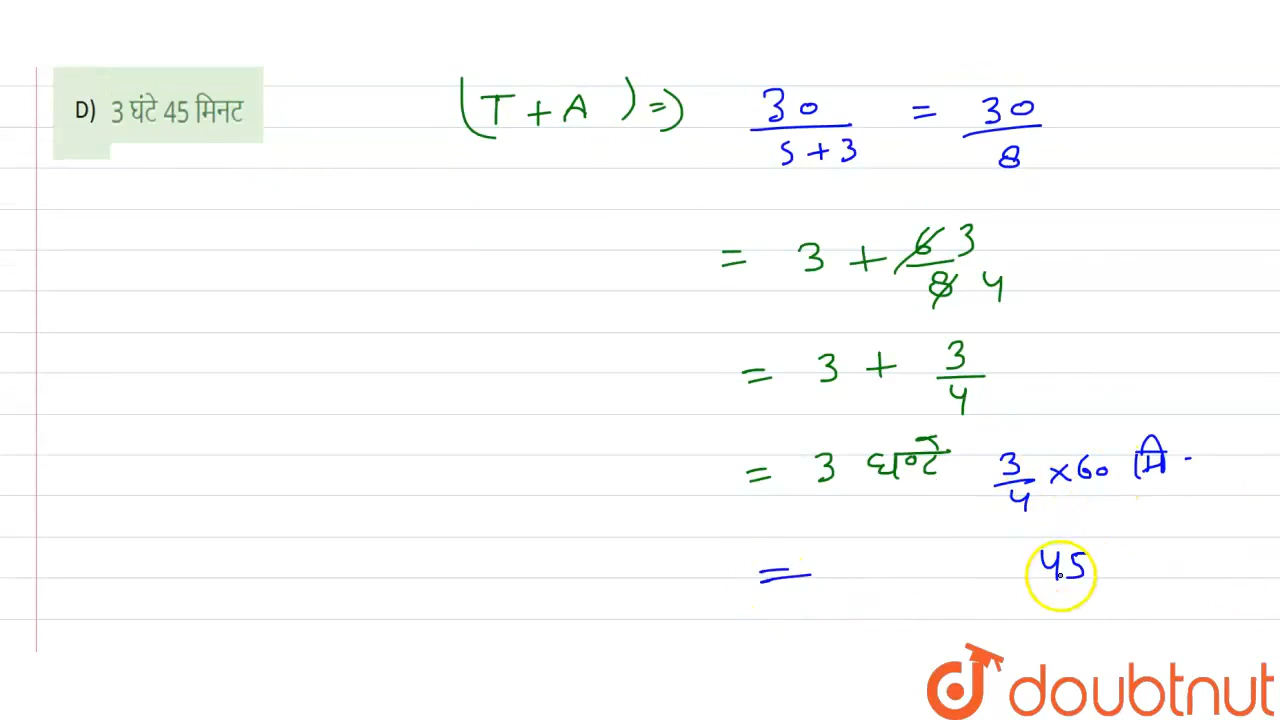 D) 3 घंटे 45 मिनट
(T + A) ⇒ 30/5+3 = 30/8
= 3 + 6/8 3/4
= 3 + 3/4
= 3 घण्टे 3/4 × 60 मि -
= 45
doubtnut